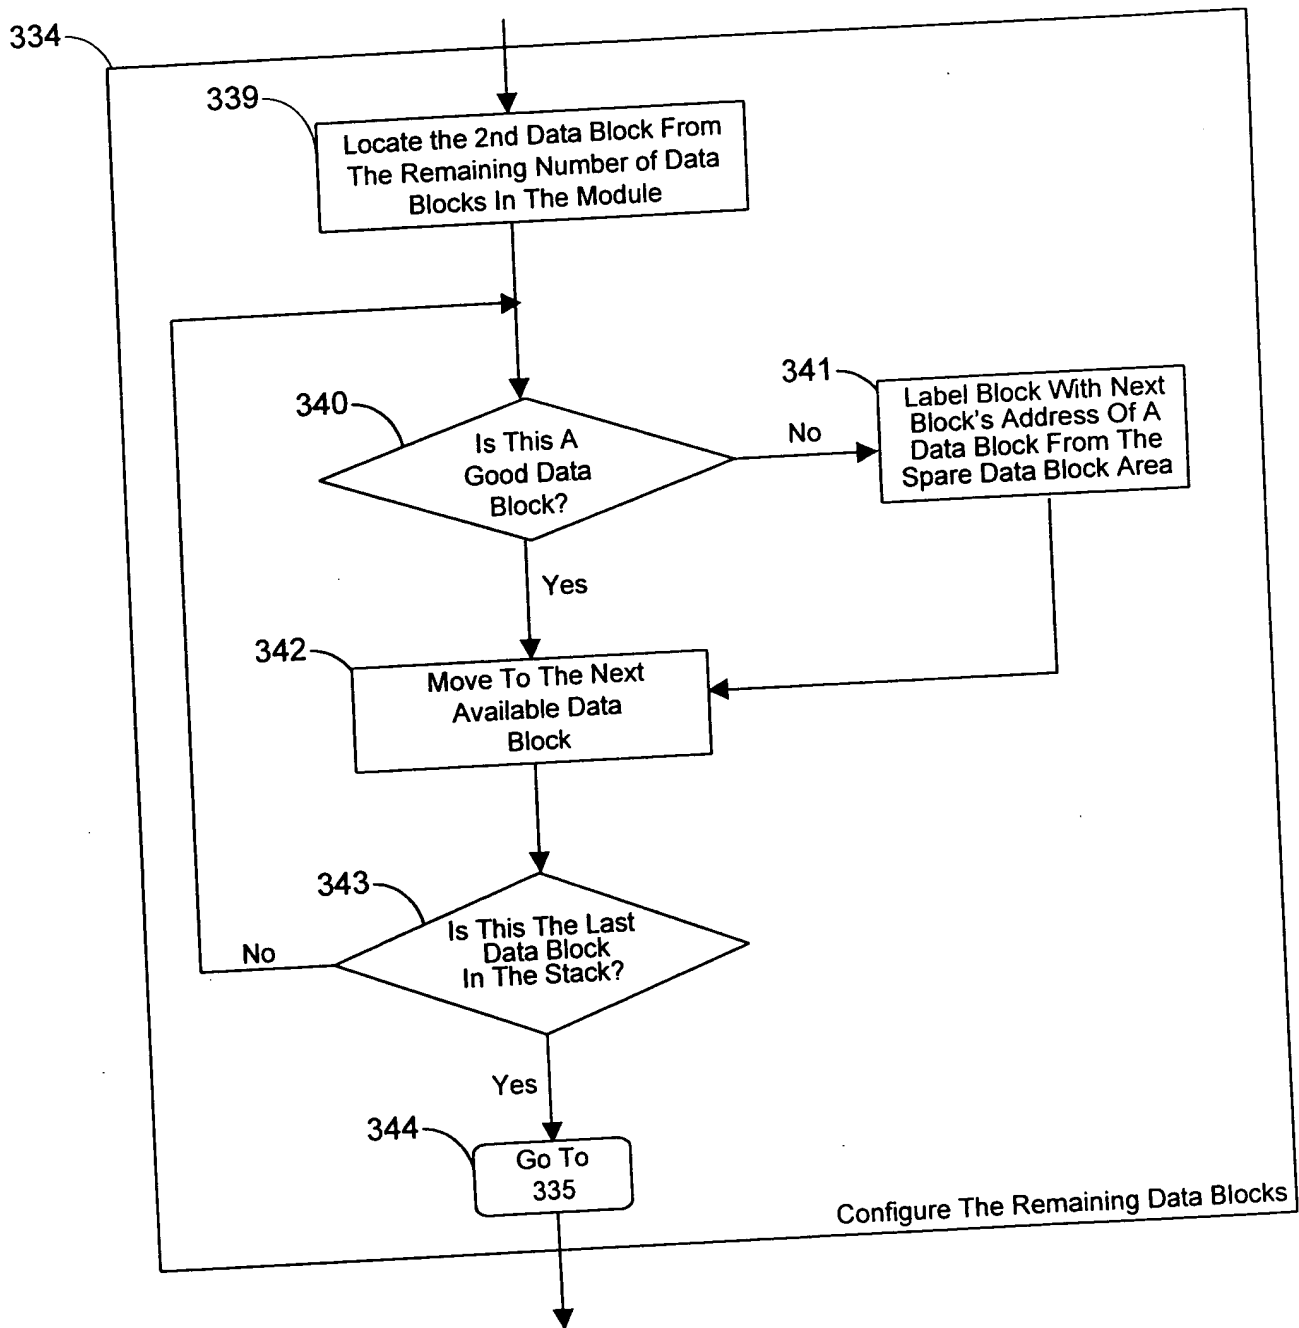 334
339
Locate the 2nd Data Block From
The Remaining Number of Data
Blocks In The Module
340
Is This A
Good Data
Block?
No
341
Label Block With Next
Block's Address Of A
Data Block From The
Spare Data Block Area
Yes
342
Move To The Next
Available Data
Block
343
Is This The Last
Data Block
In The Stack?
No
Yes
344
Go To
335
Configure The Remaining Data Blocks